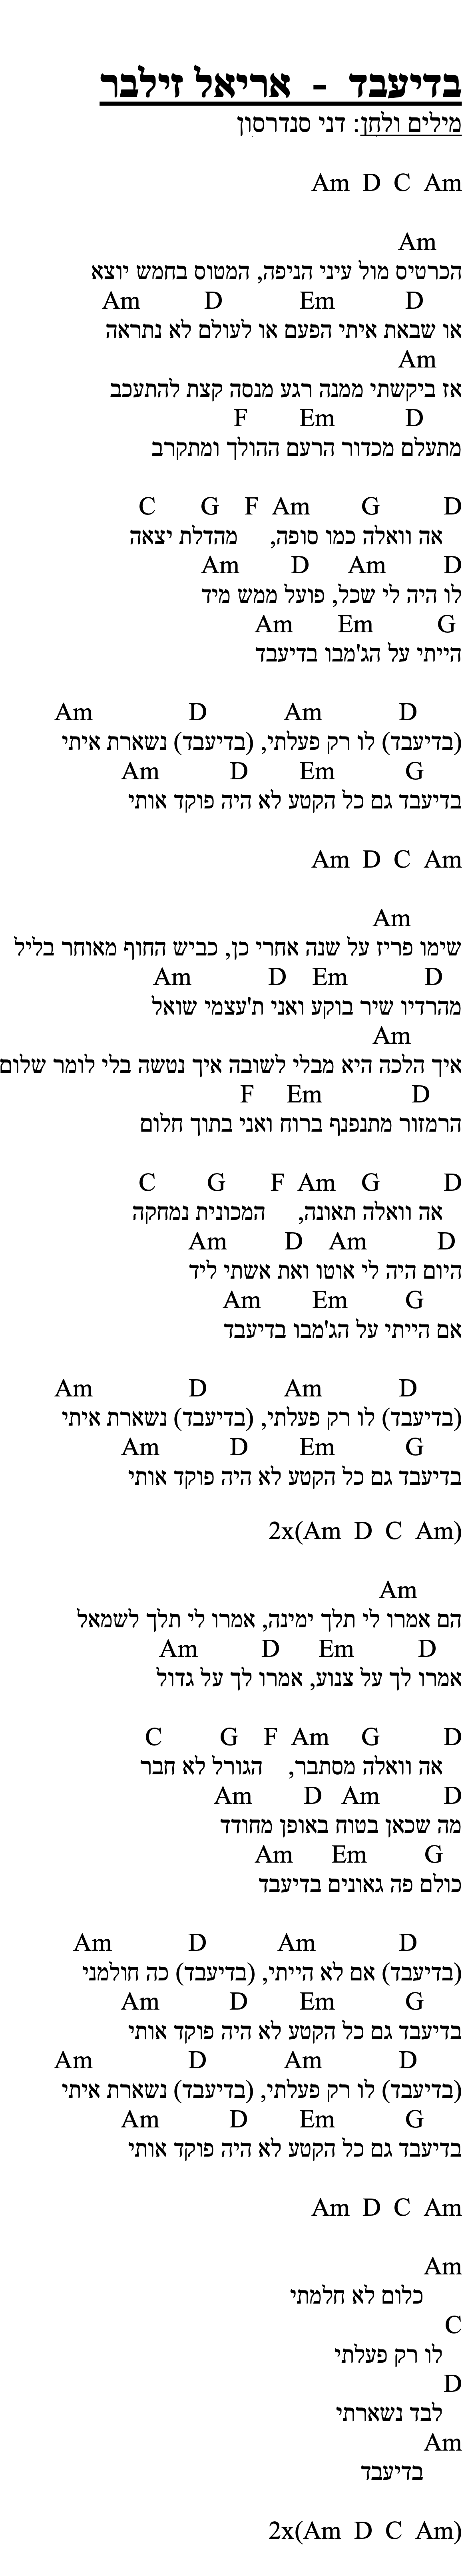 בדיעבד - אריאל זילבר
מילים ולחן: דני סנדרסון
Am D C Am
Am
הכרטיס מול עיני הניפה, המטוס בחמש יוצא
Am D Em D
או שבאת איתי הפעם או לעולם לא נתראה
Am
אז ביקשתי ממנה רגע מנסה קצת להתעכב
F Em D
מתעלם מכדור הרעם ההולך ומתקרב
C G F Am G D
אה וואלה כמו סופה, מהדלת יצאה
Am D Am D
לו היה לי שכל, פועל ממש מיד
Am Em G
הייתי על הג'מבו בדיעבד
Am D Am D
(בדיעבד) לו רק פעלתי, (בדיעבד) נשארת איתי
Am D Em G
בדיעבד גם כל הקטע לא היה פוקד אותי
Am D C Am
Am
שימו פריז על שנה אחרי כן, כביש החוף מאוחר בליל
Am D Em D
מהרדיו שיר בוקע ואני ת'עצמי שואל
Am
איך הלכה היא מבלי לשובה איך נטשה בלי לומר שלום
F Em D
הרמזור מתנפנף ברוח ואני בתוך חלום
C G F Am G D
אה וואלה תאונה, המכונית נמחקה
Am D Am D
היום היה לי אוטו ואת אשתי ליד
Am Em G
אם הייתי על הג'מבו בדיעבד
Am D Am D
(בדיעבד) לו רק פעלתי, (בדיעבד) נשארת איתי
Am D Em G
בדיעבד גם כל הקטע לא היה פוקד אותי
2x(Am D C Am)
Am
הם אמרו לי תלך ימינה, אמרו לי תלך לשמאל
Am D Em D
אמרו לך על צנוע, אמרו לך על גדול
C G F Am G D
אה וואלה מסתבר, הגורל לא חבר
Am D Am D
מה שכאן בטוח באופן מחודד
Am Em G
כולם פה גאונים בדיעבד
Am D Am D
(בדיעבד) אם לא הייתי, (בדיעבד) כה חולמני
Am D Em G
בדיעבד גם כל הקטע לא היה פוקד אותי
Am D Am D
(בדיעבד) לו רק פעלתי, (בדיעבד) נשארת איתי
Am D Em G
בדיעבד גם כל הקטע לא היה פוקד אותי
Am D C Am
Am
כלום לא חלמתי
C
לו רק פעלתי
D
לבד נשארתי
Am
בדיעבד
2x(Am D C Am)